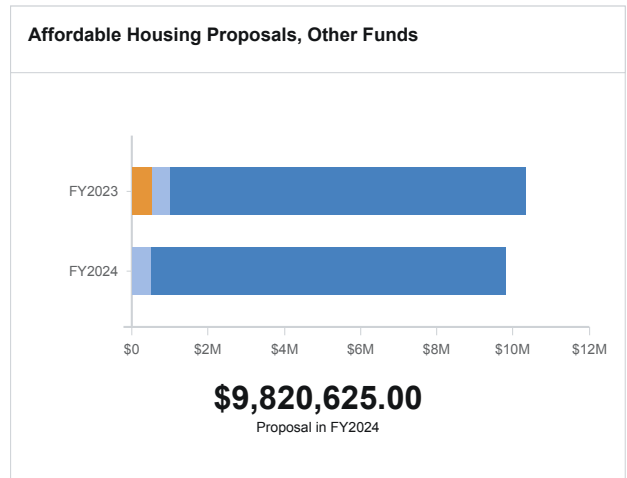 Affordable Housing Proposals, Other Funds
FY2023
FY2024
$0 $2M $4M $6M $8M $10M $12M
$9,820,625.00
Proposal in FY2024